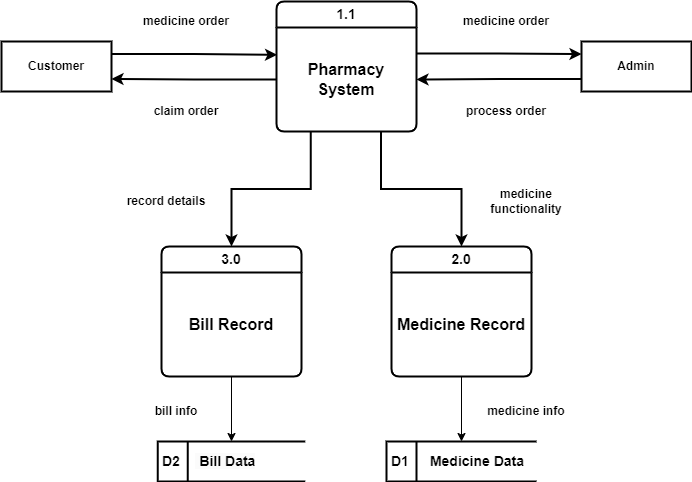 medicine order
1.1
medicine order
Customer
Pharmacy
System
Admin
claim order
process order
record details
medicine
functionality
3.0
2.0
Bill Record
Medicine Record
bill info
medicine info
D2
Bill Data
D1
Medicine Data